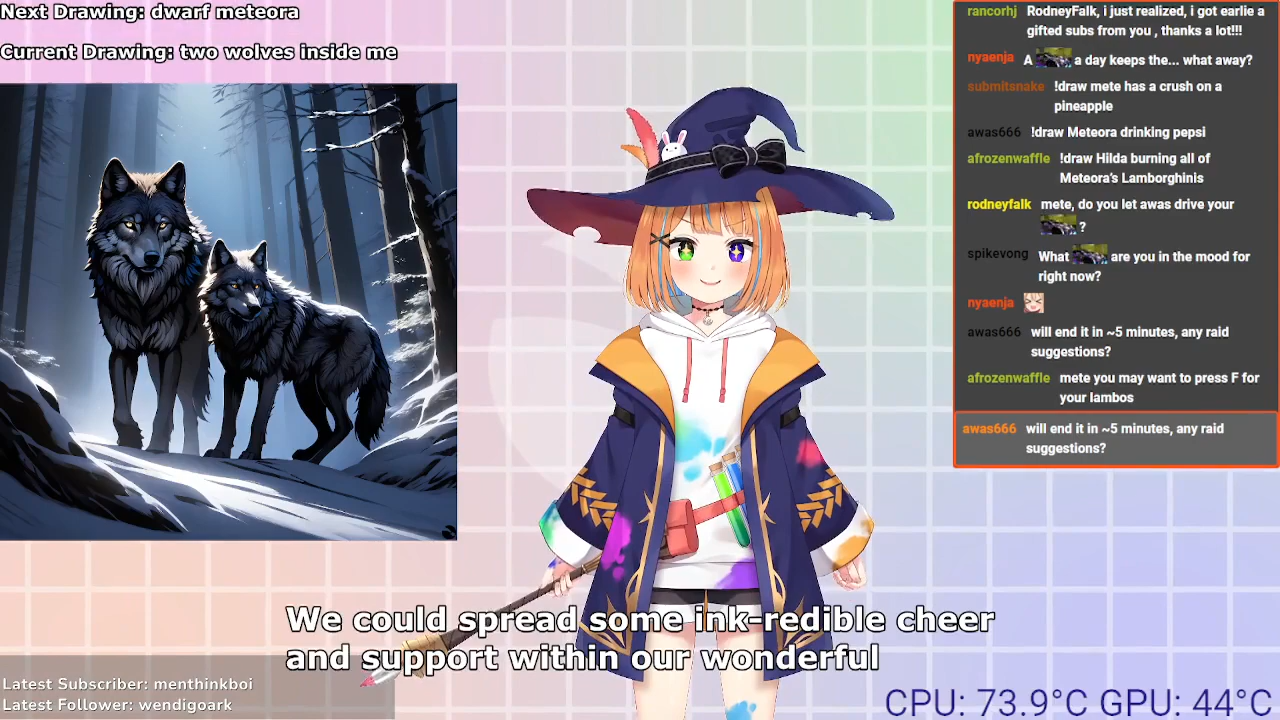 Next Drawing: dwarf meteora
Current Drawing: two wolves inside me
rancorhj RodneyFalk, i just realized, i got earlie a
gifted subs from you , thanks a lot!!!
nyaenja A a day keeps the... what away?
submitsnake !draw mete has a crush on a
pineapple
awas666 !draw Meteora drinking pepsi
afrozenwaffle !draw Hilda burning all of
Meteora's Lamborghinis
rodneyfalk mete, do you let awas drive your
?
spikevong What are you in the mood for
right now?
nyaenja
awas666 will end it in ~5 minutes, any raid
suggestions?
afrozenwaffle mete you may want to press F for
your lambos
awas666 will end it in ~5 minutes, any raid
suggestions?
We could spread some ink-redible cheer
and support within our wonderful
Latest Subscriber: menthinkboi
Latest Follower: wendigoark
CPU: 73.9°C GPU: 44°C